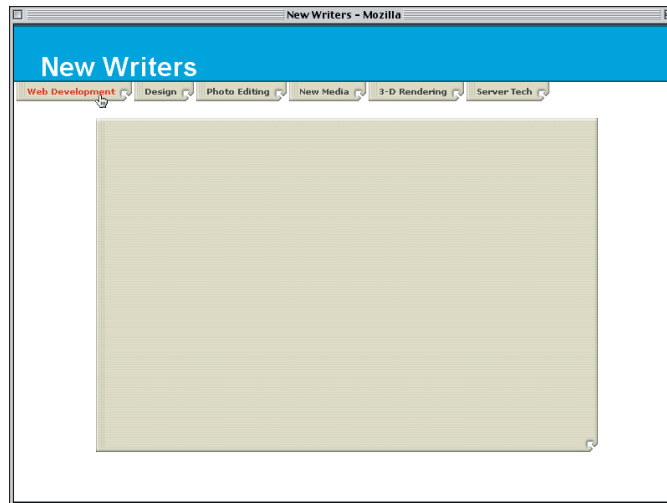 New Writers – Mozilla
New Writers
Web Development Design Photo Editing New Media 3-D Rendering Server Tech